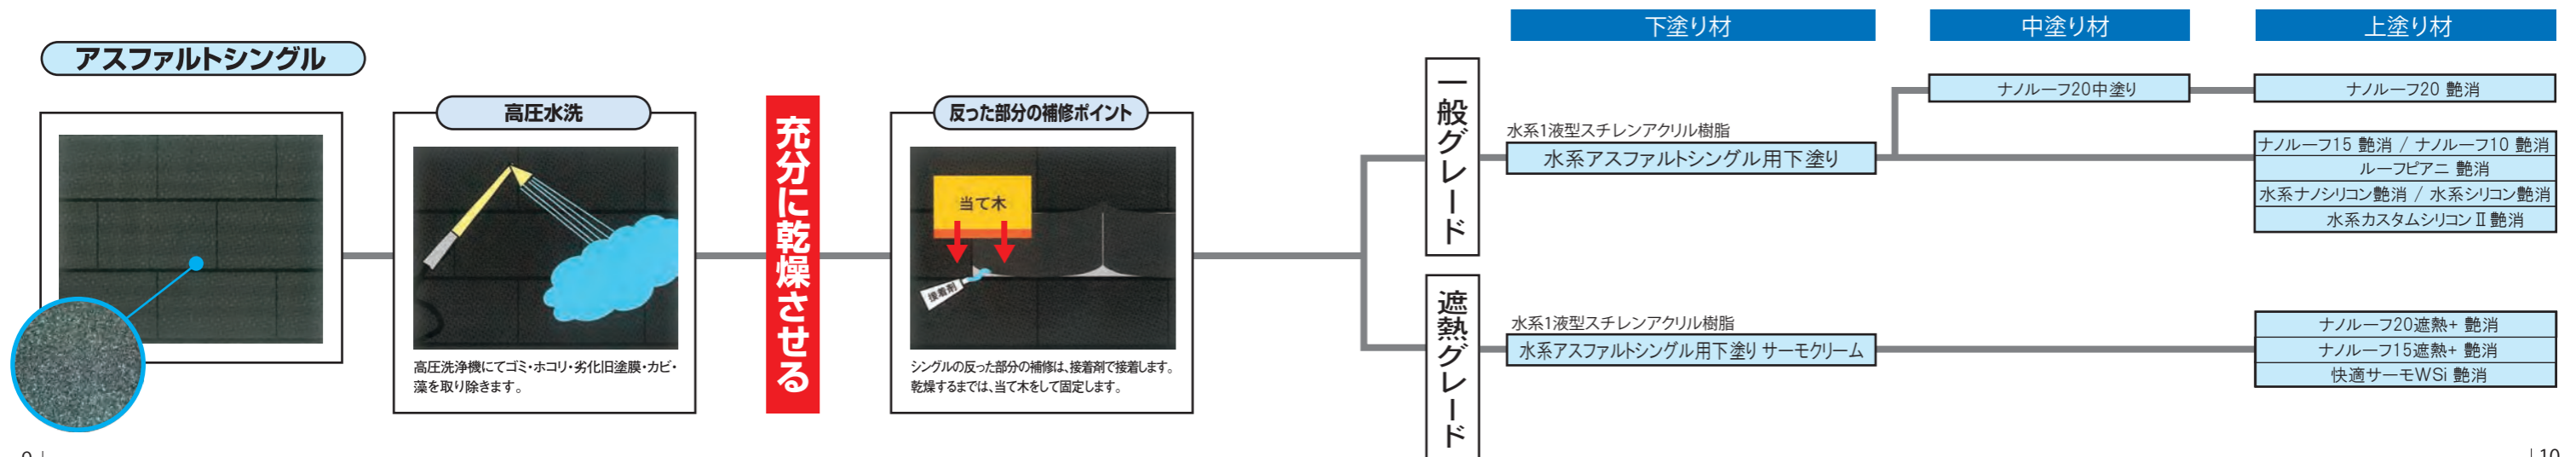 アスファルトシングル
高圧水洗
高圧洗浄機にてゴミ・ホコリ・劣化旧塗膜・カビ・
藻を取り除きます。
充分に乾燥させる
反った部分の補修ポイント
当て木
接着剤
シングルの反った部分の補修は、接着剤で接着します。
乾燥するまでは、当て木をして固定します。
下塗り材
中塗り材
上塗り材
一般グレード
水系1液型スチレンアクリル樹脂
水系アスファルトシングル用下塗り
ナノルーフ20中塗り
ナノルーフ20 艶消
ナノルーフ15 艶消 / ナノルーフ10 艶消
ルーフピアニ 艶消
水系ナノシリコン艶消 / 水系シリコン艶消
水系カスタムシリコンⅡ艶消
遮熱グレード
水系1液型スチレンアクリル樹脂
水系アスファルトシングル用下塗り サーモクリーム
ナノルーフ20遮熱+ 艶消
ナノルーフ15遮熱+ 艶消
快適サーモWSi 艶消
10